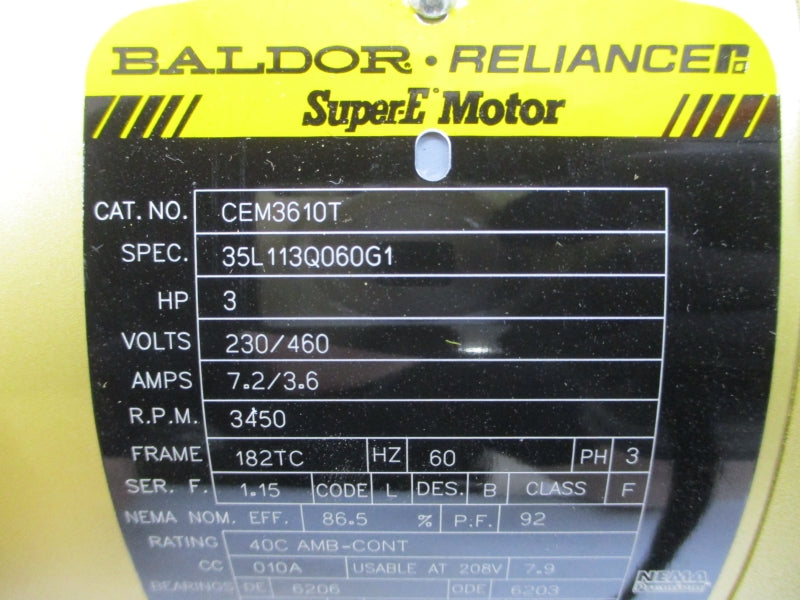 BALDOR • RELIANCE
Super-E Motor
CAT. NO. CEM3610T
SPEC. 35L113Q060G1
HP 3
VOLTS 230/460
AMPS 7.2/3.6
R.P.M. 3450
FRAME 182TC HZ 60 PH 3
SER. F. 1.15 CODE L DES. B CLASS F
NEMA NOM. EFF. 86.5 % P.F. 92
RATING 40C AMB-CONT
CC 010A USABLE AT 208V 7.9
BEARINGS DE 6206 ODE 6203
NEMA